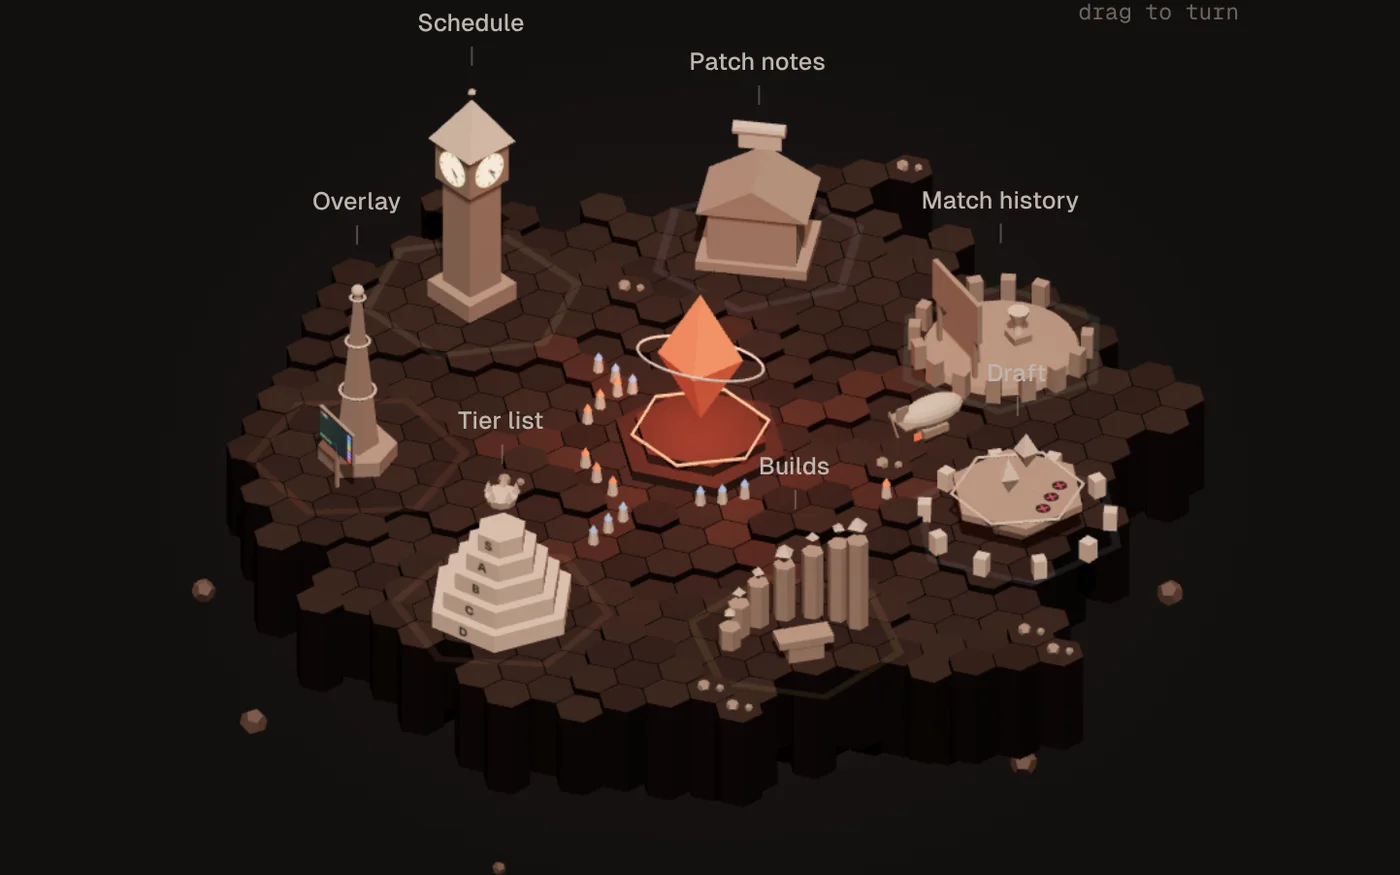 drag to turn
Schedule
Patch notes
Overlay
Match history
Draft
Tier list
Builds
S
A
B
C
D